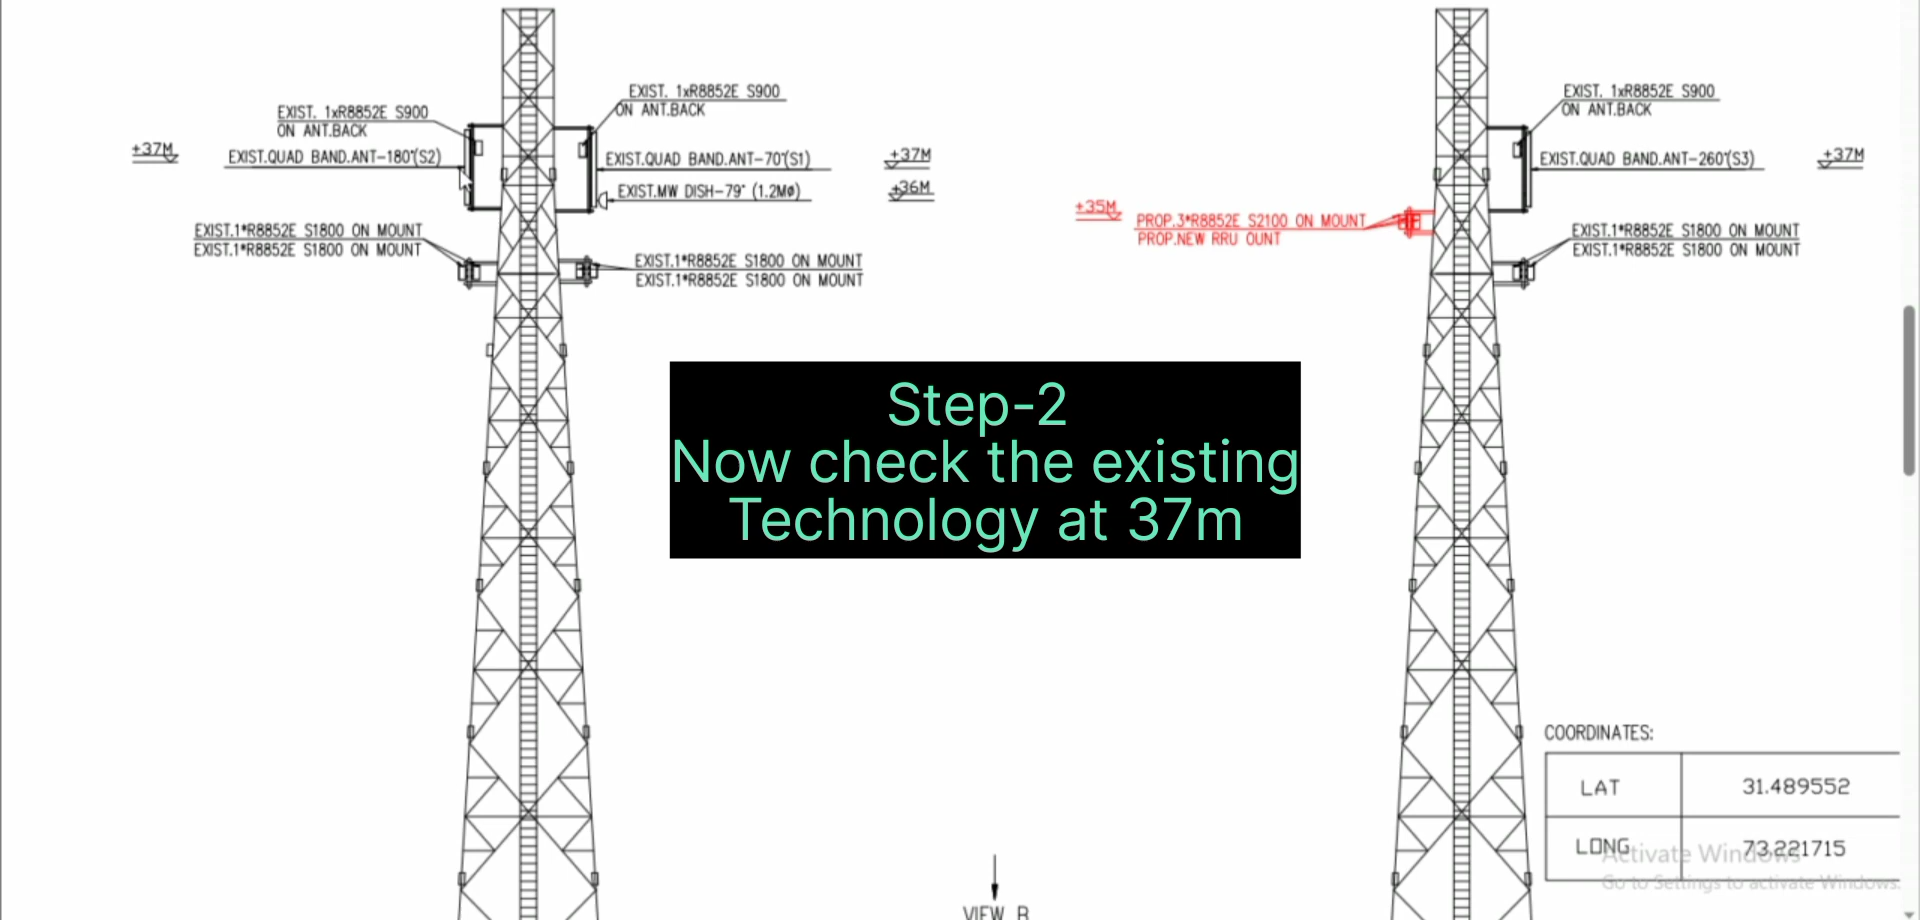 EXIST. 1xR8852E S900
ON ANT.BACK
+37M
EXIST.QUAD BAND.ANT-180°(S2)
EXIST.1*R8852E S1800 ON MOUNT
EXIST.1*R8852E S1800 ON MOUNT
EXIST. 1xR8852E S900
ON ANT.BACK
EXIST.QUAD BAND.ANT-70°(S1)
+37M
EXIST.MW DISH-79° (1.2Mø)
+36M
EXIST.1*R8852E S1800 ON MOUNT
EXIST.1*R8852E S1800 ON MOUNT
+35M
PROP.3*R8852E S2100 ON MOUNT
PROP.NEW RRU OUNT
EXIST. 1xR8852E S900
ON ANT.BACK
EXIST.QUAD BAND.ANT-260°(S3)
+37M
EXIST.1*R8852E S1800 ON MOUNT
EXIST.1*R8852E S1800 ON MOUNT
Step-2
Now check the existing
Technology at 37m
COORDINATES:
LAT 31.489552
LONG 73.221715
Activate Windows
Go to Settings to activate Windows.
VIEW B